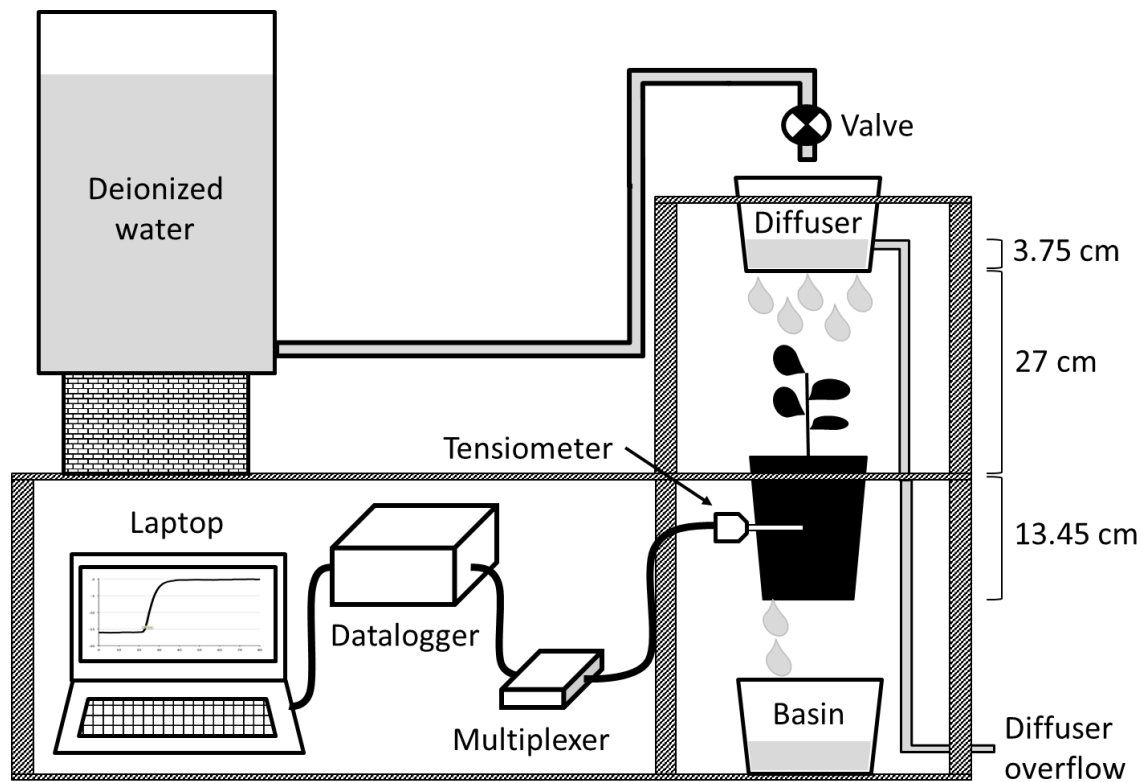 Deionized
water
Valve
Diffuser
3.75 cm
27 cm
Tensiometer
Laptop
13.45 cm
Datalogger
Multiplexer
Basin
Diffuser
overflow